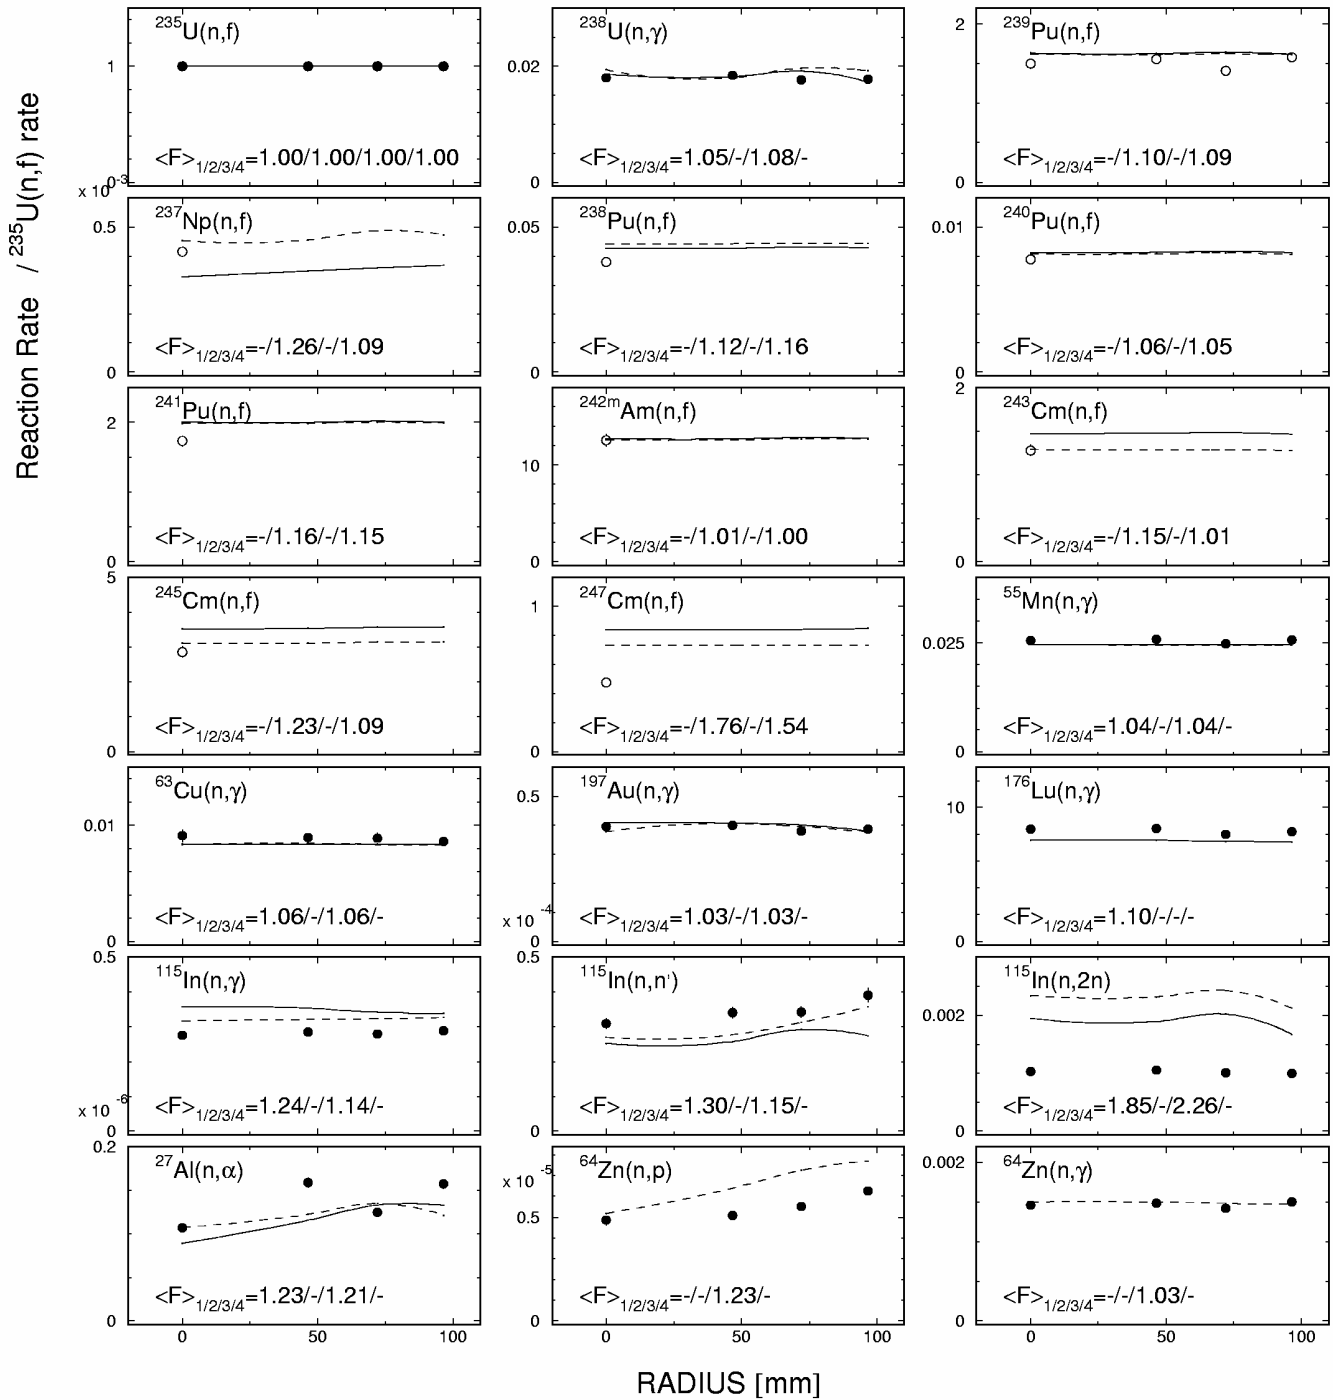 Reaction Rate / ²³⁵U(n,f) rate
²³⁵U(n,f)
1
<F>1/2/3/4=1.00/1.00/1.00/1.00
0
x 10⁻³
²³⁸U(n,γ)
0.02
<F>1/2/3/4=1.05/-/1.08/-
0
²³⁹Pu(n,f)
2
<F>1/2/3/4=-/1.10/-/1.09
0
²³⁷Np(n,f)
0.5
<F>1/2/3/4=-/1.26/-/1.09
0
²³⁸Pu(n,f)
0.05
<F>1/2/3/4=-/1.12/-/1.16
0
²⁴⁰Pu(n,f)
0.01
<F>1/2/3/4=-/1.06/-/1.05
0
²⁴¹Pu(n,f)
2
<F>1/2/3/4=-/1.16/-/1.15
0
²⁴²ᵐAm(n,f)
10
<F>1/2/3/4=-/1.01/-/1.00
0
2
²⁴³Cm(n,f)
<F>1/2/3/4=-/1.15/-/1.01
0
5
²⁴⁵Cm(n,f)
<F>1/2/3/4=-/1.23/-/1.09
0
²⁴⁷Cm(n,f)
1
<F>1/2/3/4=-/1.76/-/1.54
0
⁵⁵Mn(n,γ)
0.025
<F>1/2/3/4=1.04/-/1.04/-
0
⁶³Cu(n,γ)
0.01
<F>1/2/3/4=1.06/-/1.06/-
0
¹⁹⁷Au(n,γ)
0.5
<F>1/2/3/4=1.03/-/1.03/-
x 10⁻⁴
0
¹⁷⁶Lu(n,γ)
10
<F>1/2/3/4=1.10/-/-/-
0
0.5
¹¹⁵In(n,γ)
<F>1/2/3/4=1.24/-/1.14/-
x 10⁻⁶
0
0.5
¹¹⁵In(n,n')
<F>1/2/3/4=1.30/-/1.15/-
0
¹¹⁵In(n,2n)
0.002
<F>1/2/3/4=1.85/-/2.26/-
0
0.2
²⁷Al(n,α)
<F>1/2/3/4=1.23/-/1.21/-
0
0 50 100
⁶⁴Zn(n,p)
x 10⁻⁵
0.5
<F>1/2/3/4=-/-/1.23/-
0
0 50 100
⁶⁴Zn(n,γ)
0.002
<F>1/2/3/4=-/-/1.03/-
0
0 50 100
RADIUS [mm]